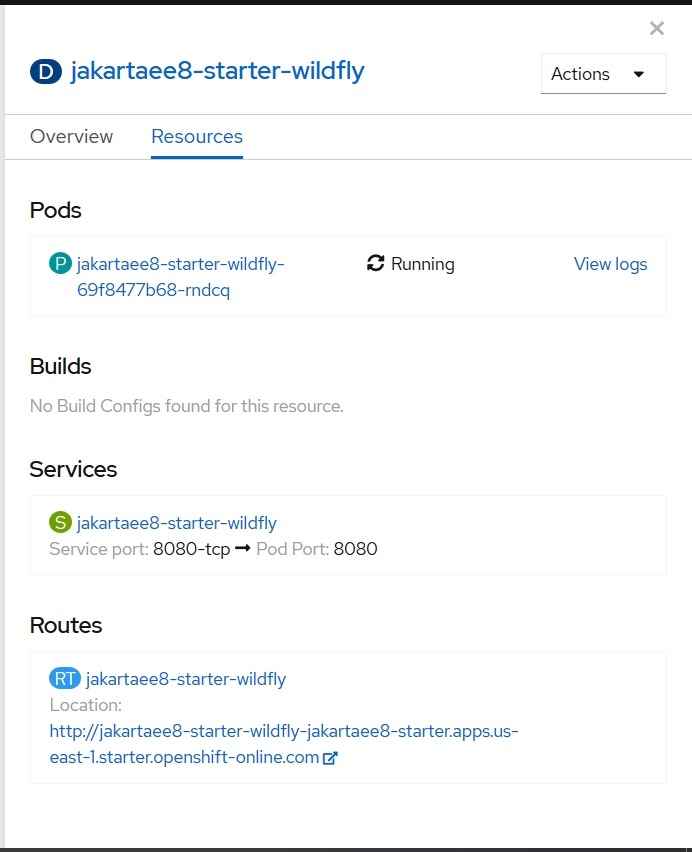 ×
D jakartaee8-starter-wildfly
Actions
Overview Resources
Pods
P jakartaee8-starter-wildfly- Running View logs
69f8477b68-rndcq
Builds
No Build Configs found for this resource.
Services
S jakartaee8-starter-wildfly
Service port: 8080-tcp → Pod Port: 8080
Routes
RT jakartaee8-starter-wildfly
Location:
http://jakartaee8-starter-wildfly-jakartaee8-starter.apps.us-
east-1.starter.openshift-online.com